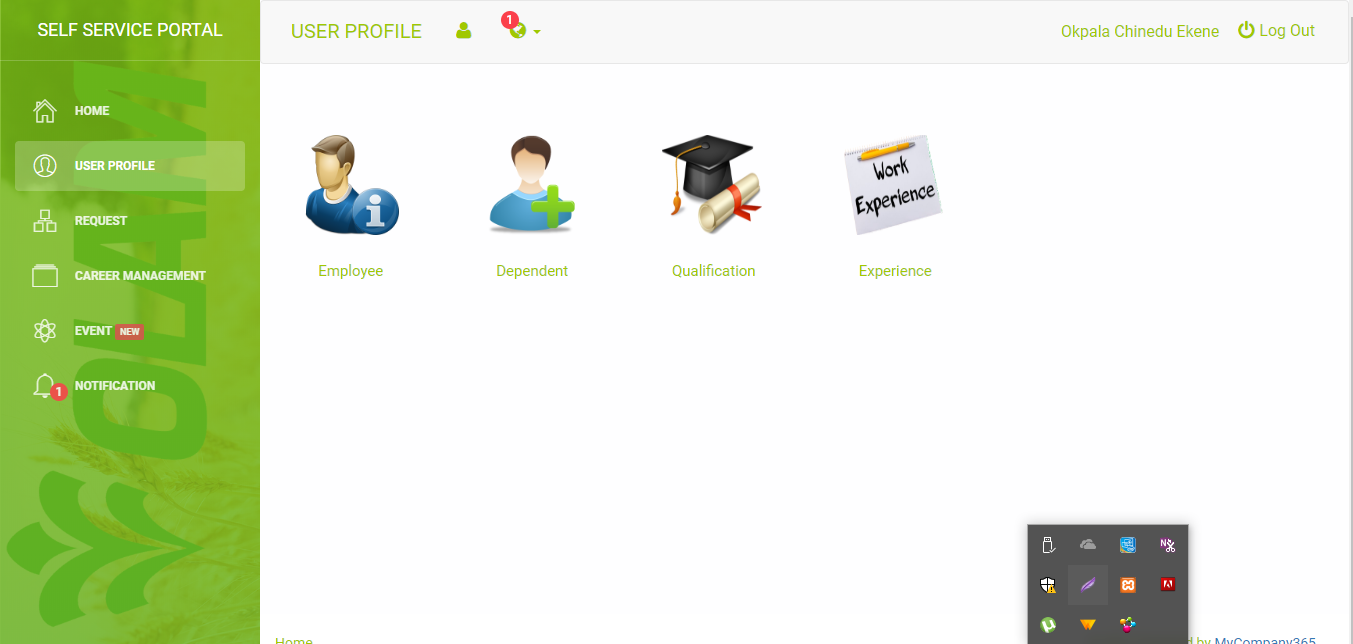 SELF SERVICE PORTAL
USER PROFILE
1
Okpala Chinedu Ekene
Log Out
HOME
USER PROFILE
REQUEST
CAREER MANAGEMENT
EVENT NEW
1 NOTIFICATION
OLAM
Work
Experience
Employee
Dependent
Qualification
Experience
Home
d by MyCompany365